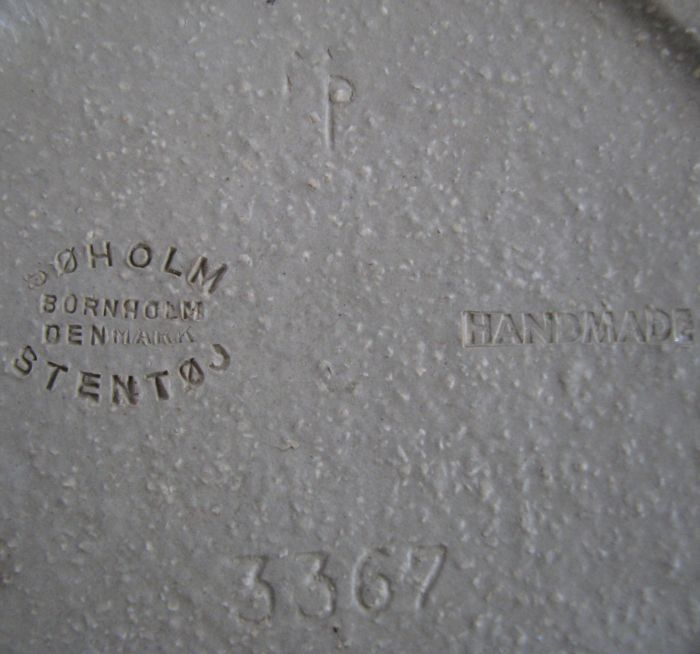 P
SØHOLM
BORNHOLM
DENMARK
STENTØJ
HANDMADE
3367